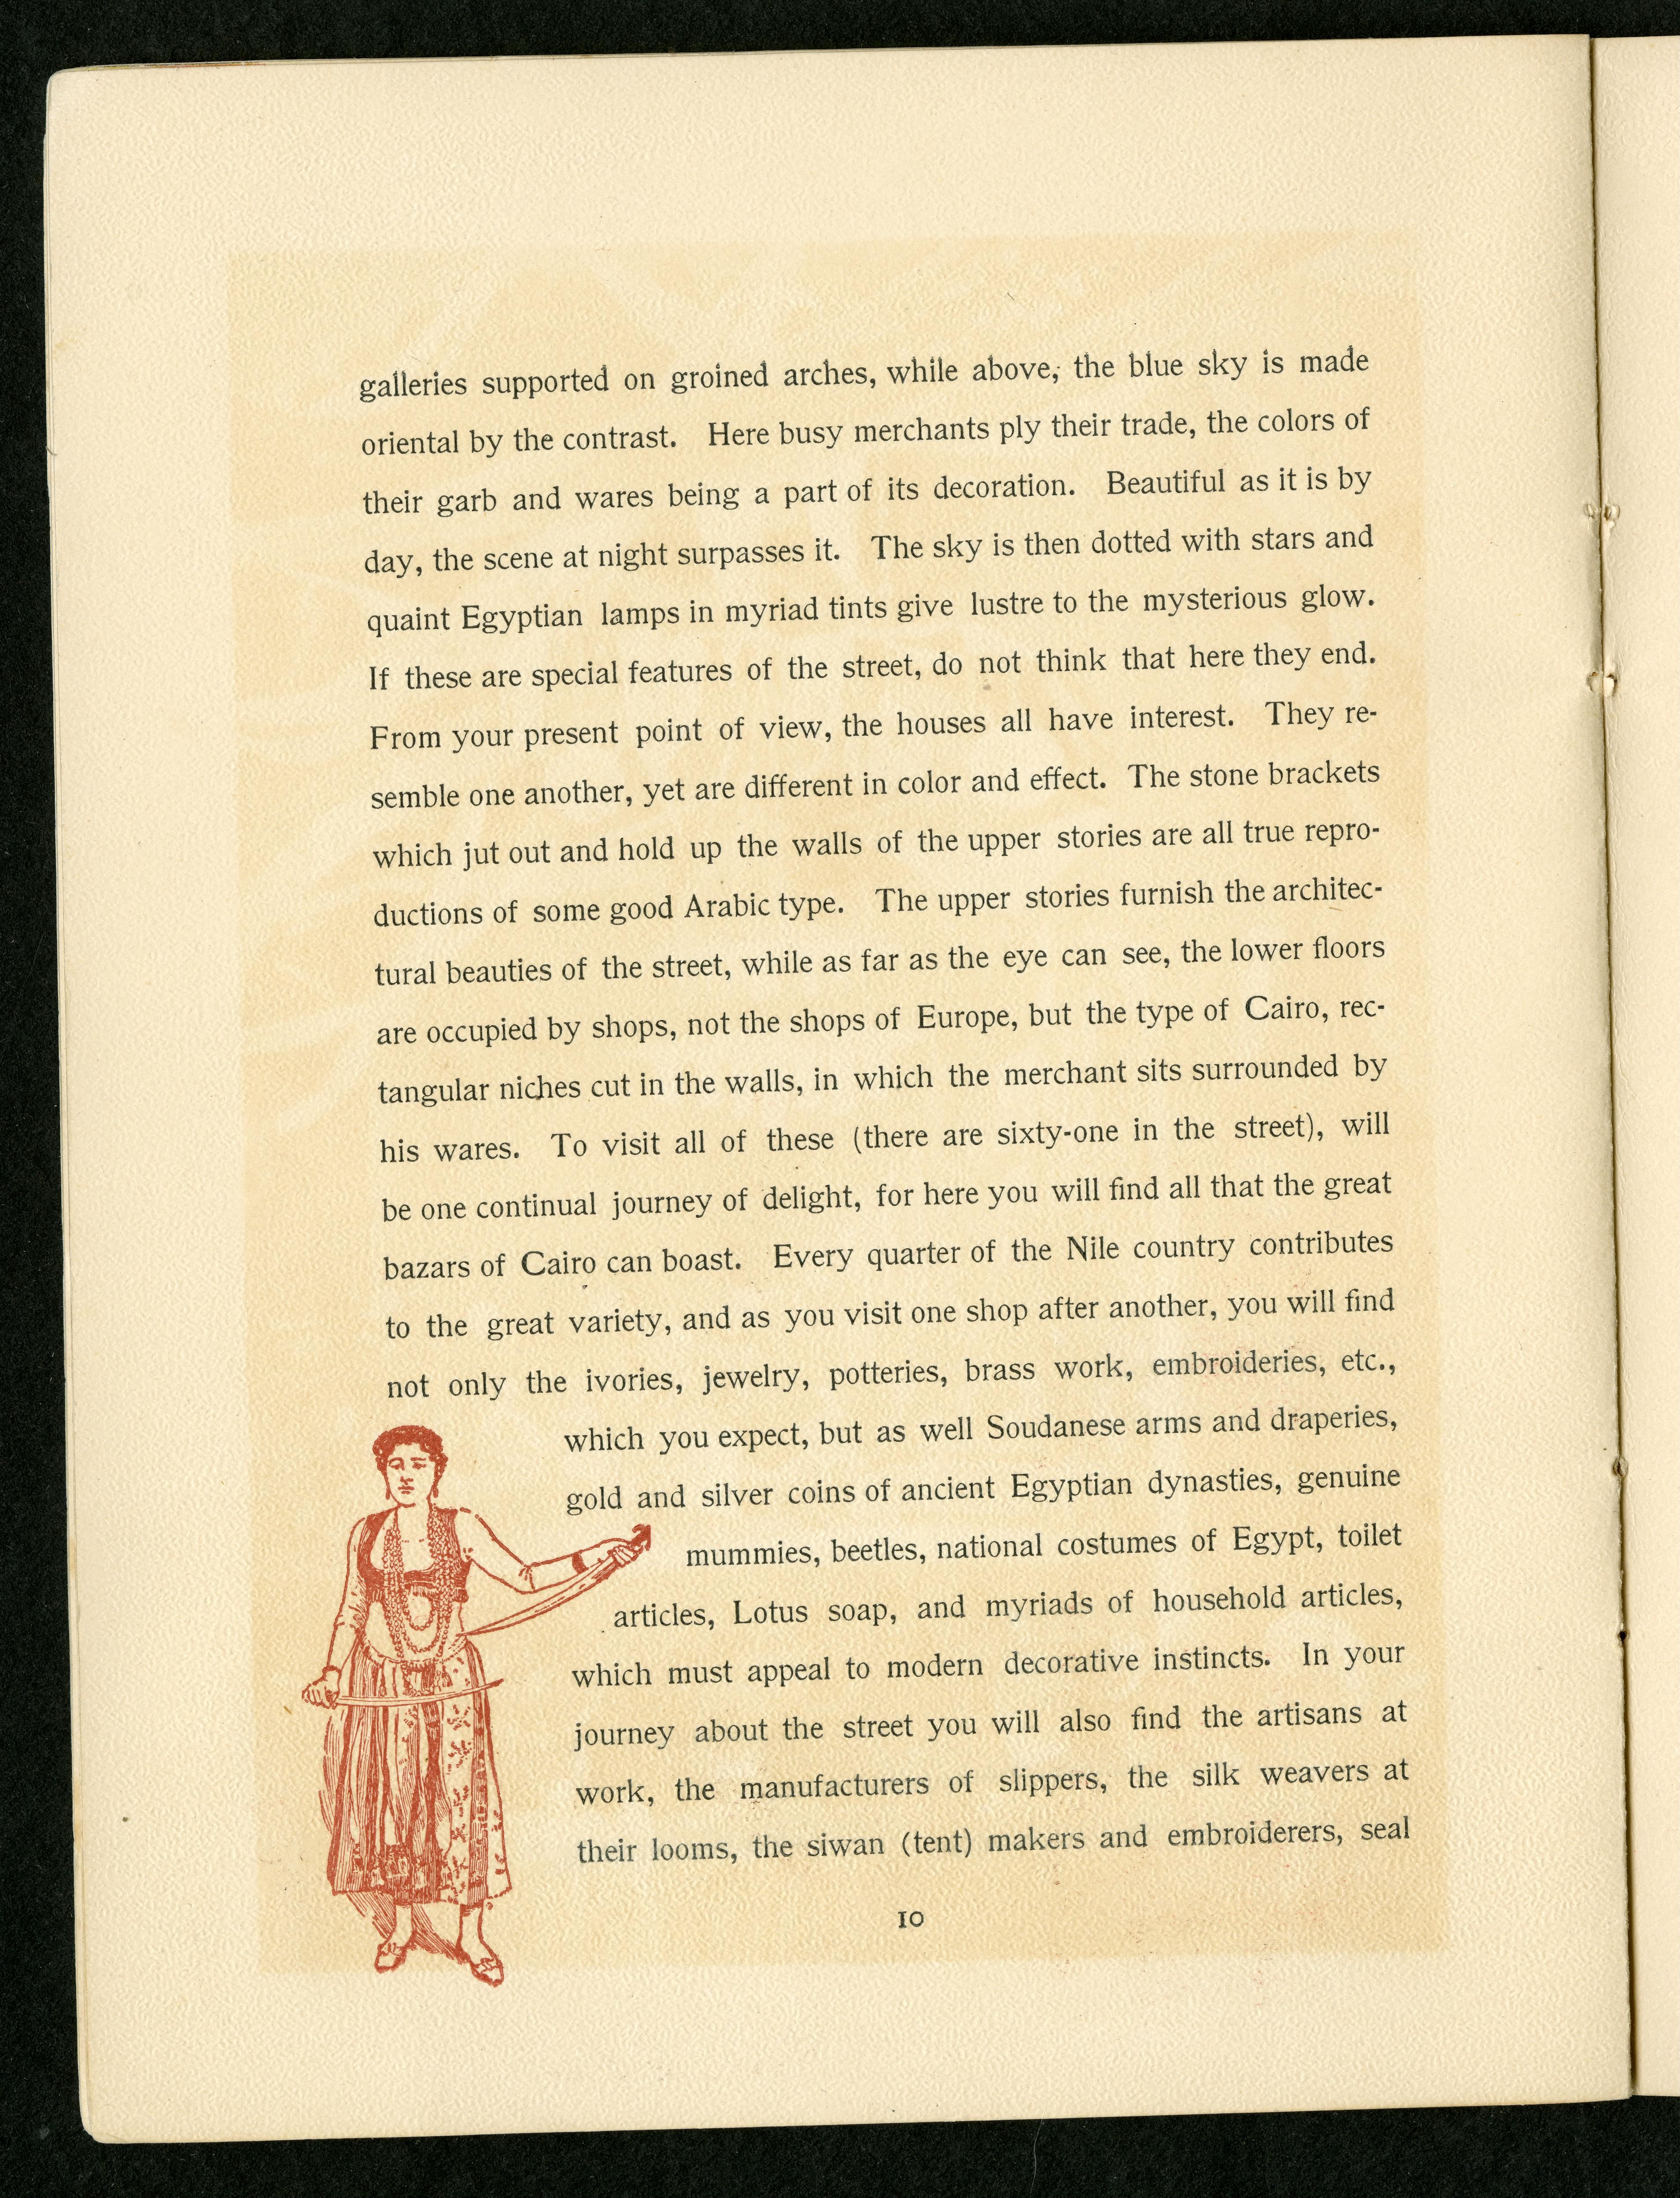 galleries supported on groined arches, while above, the blue sky is made
oriental by the contrast. Here busy merchants ply their trade, the colors of
their garb and wares being a part of its decoration. Beautiful as it is by
day, the scene at night surpasses it. The sky is then dotted with stars and
quaint Egyptian lamps in myriad tints give lustre to the mysterious glow.
If these are special features of the street, do not think that here they end.
From your present point of view, the houses all have interest. They re-
semble one another, yet are different in color and effect. The stone brackets
which jut out and hold up the walls of the upper stories are all true repro-
ductions of some good Arabic type. The upper stories furnish the architec-
tural beauties of the street, while as far as the eye can see, the lower floors
are occupied by shops, not the shops of Europe, but the type of Cairo, rec-
tangular niches cut in the walls, in which the merchant sits surrounded by
his wares. To visit all of these (there are sixty-one in the street), will
be one continual journey of delight, for here you will find all that the great
bazars of Cairo can boast. Every quarter of the Nile country contributes
to the great variety, and as you visit one shop after another, you will find
not only the ivories, jewelry, potteries, brass work, embroideries, etc.,
which you expect, but as well Soudanese arms and draperies,
gold and silver coins of ancient Egyptian dynasties, genuine
mummies, beetles, national costumes of Egypt, toilet
articles, Lotus soap, and myriads of household articles,
which must appeal to modern decorative instincts. In your
journey about the street you will also find the artisans at
work, the manufacturers of slippers, the silk weavers at
their looms, the siwan (tent) makers and embroiderers, seal
10